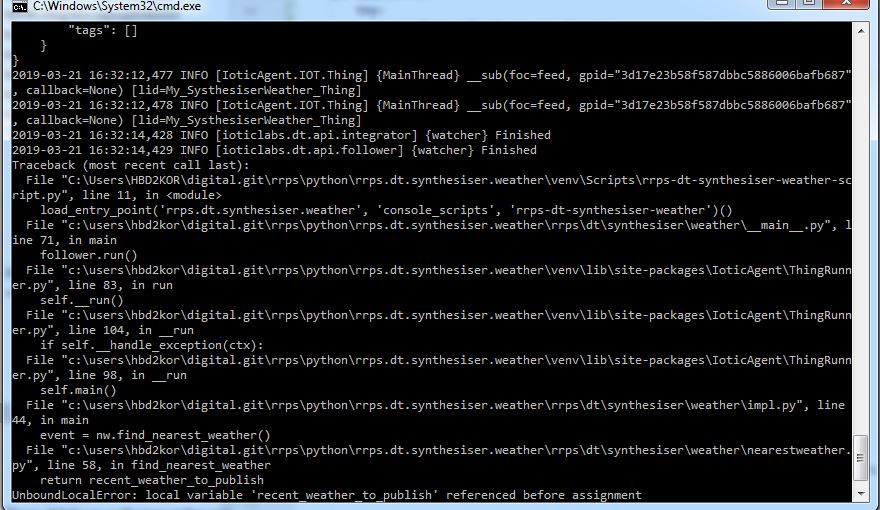 C:\Windows\System32\cmd.exe
"tags": []
}
}
2019-03-21 16:32:12,477 INFO [IoticAgent.IOT.Thing] {MainThread} __sub(foc=feed, gpid="3d17e23b58f587dbbc5886006bafb687"
, callback=None) [lid=My_SysthesiserWeather_Thing]
2019-03-21 16:32:12,478 INFO [IoticAgent.IOT.Thing] {MainThread} __sub(foc=feed, gpid="3d17e23b58f587dbbc5886006bafb687"
, callback=None) [lid=My_SysthesiserWeather_Thing]
2019-03-21 16:32:14,428 INFO [ioticlabs.dt.api.integrator] {watcher} Finished
2019-03-21 16:32:14,429 INFO [ioticlabs.dt.api.follower] {watcher} Finished
Traceback (most recent call last):
File "C:\Users\HBD2KOR\digital.git\rrps\python\rrps.dt.synthesiser.weather\venv\Scripts\rrps-dt-synthesiser-weather-sc
ript.py", line 11, in <module>
load_entry_point('rrps.dt.synthesiser.weather', 'console_scripts', 'rrps-dt-synthesiser-weather')()
File "c:\users\hbd2kor\digital.git\rrps\python\rrps.dt.synthesiser.weather\rrps\dt\synthesiser\weather\__main__.py", l
ine 71, in main
follower.run()
File "c:\users\hbd2kor\digital.git\rrps\python\rrps.dt.synthesiser.weather\venv\lib\site-packages\IoticAgent\ThingRunn
er.py", line 83, in run
self.__run()
File "c:\users\hbd2kor\digital.git\rrps\python\rrps.dt.synthesiser.weather\venv\lib\site-packages\IoticAgent\ThingRunn
er.py", line 104, in __run
if self.__handle_exception(ctx):
File "c:\users\hbd2kor\digital.git\rrps\python\rrps.dt.synthesiser.weather\venv\lib\site-packages\IoticAgent\ThingRunn
er.py", line 98, in __run
self.main()
File "c:\users\hbd2kor\digital.git\rrps\python\rrps.dt.synthesiser.weather\rrps\dt\synthesiser\weather\impl.py", line
44, in main
event = nw.find_nearest_weather()
File "c:\users\hbd2kor\digital.git\rrps\python\rrps.dt.synthesiser.weather\rrps\dt\synthesiser\weather\nearestweather.
py", line 58, in find_nearest_weather
return recent_weather_to_publish
UnboundLocalError: local variable 'recent_weather_to_publish' referenced before assignment